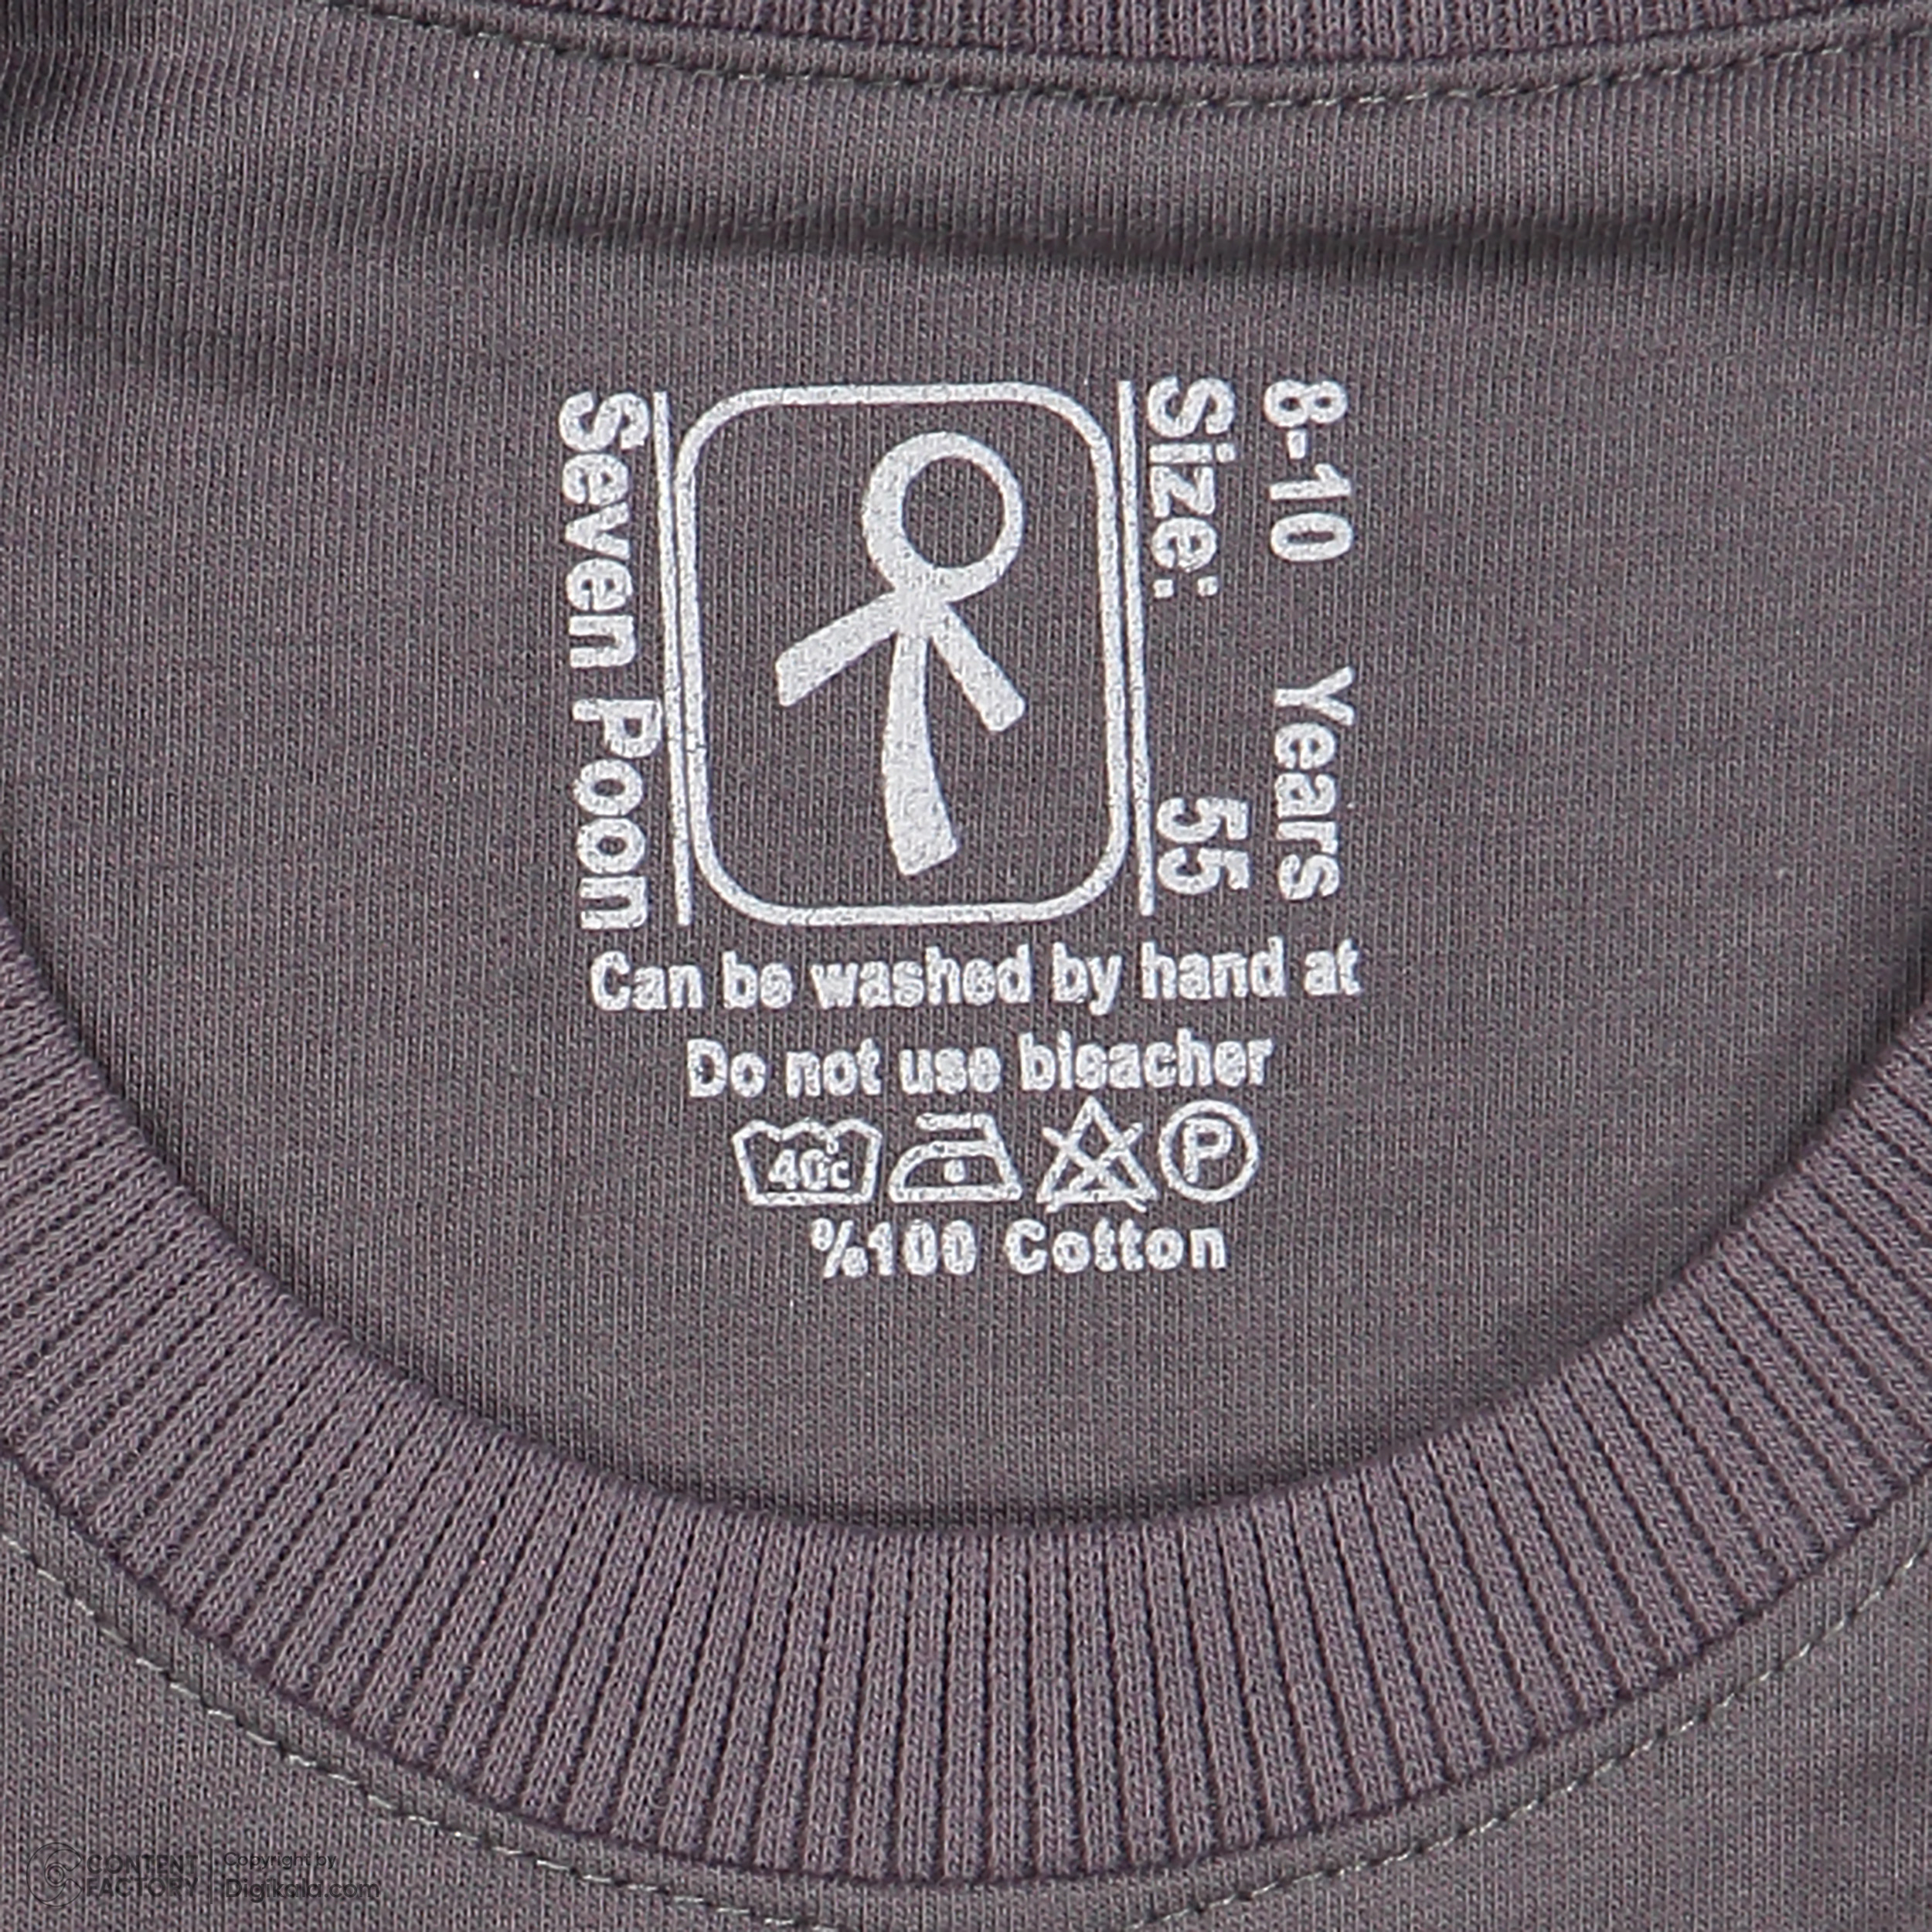 Seven Poon
Size: 55
8-10 Years
Can be washed by hand at
Do not use bleacher
40°c
P
%100 Cotton
CONTENT FACTORY
Copyright by
Digikala.com